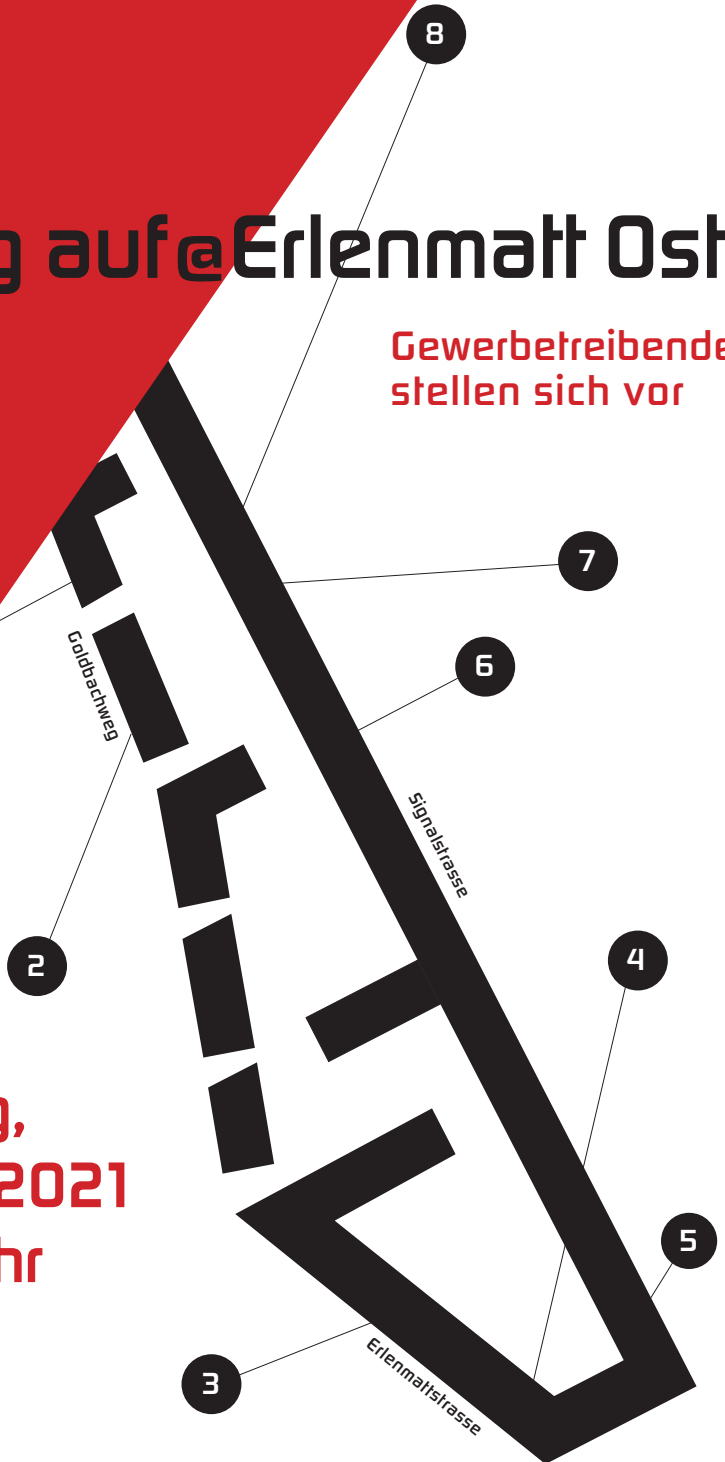 8
g auf@Erlenmatt Ost
Gewerbetreibende
stellen sich vor
7
Goldbachweg
6
Signalstrasse
2
4
g,
2021
hr
5
3
Erlenmattstrasse